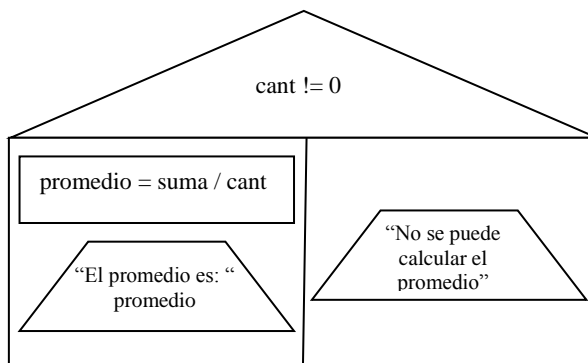 cant != 0
promedio = suma / cant
“El promedio es: “
promedio
“No se puede
calcular el
promedio”